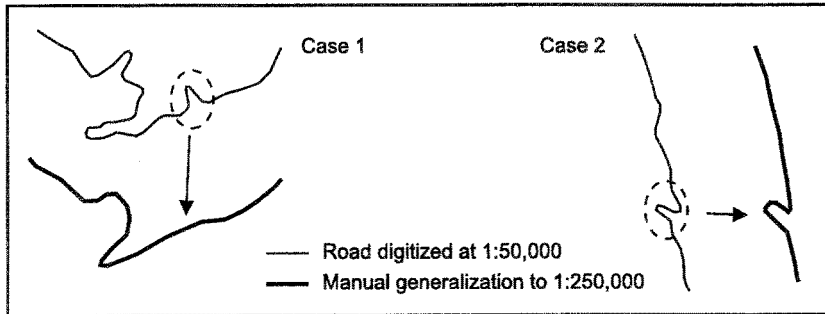 Case 1
Case 2
Road digitized at 1:50,000
Manual generalization to 1:250,000